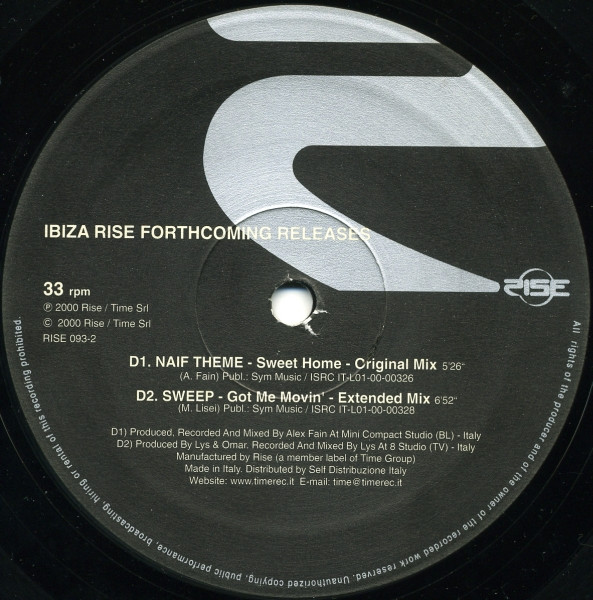 IBIZA RISE FORTHCOMING RELEASES
RISE
33 rpm
℗ 2000 Rise / Time Srl
© 2000 Rise / Time Srl
RISE 093-2
D1. NAIF THEME - Sweet Home - Original Mix 5'26"
(A. Fain) Publ.: Sym Music / ISRC IT-L01-00-00326
D2. SWEEP - Got Me Movin' - Extended Mix 6'52"
(M. Lisei) Publ.: Sym Music / ISRC IT-L01-00-00328
D1) Produced, Recorded And Mixed By Alex Fain At Mini Compact Studio (BL) - Italy
D2) Produced By Lys & Omar. Recorded And Mixed By Lys At 8 Studio (TV) - Italy
Manufactured by Rise (a member label of Time Group)
Made in Italy. Distributed by Self Distribuzione Italy
Website: www.timerec.it E-mail: time@timerec.it
All rights of the producer and of the owner of the recorded work reserved. Unauthorized copying, public performance, broadcasting, hiring or rental of this recording prohibited.